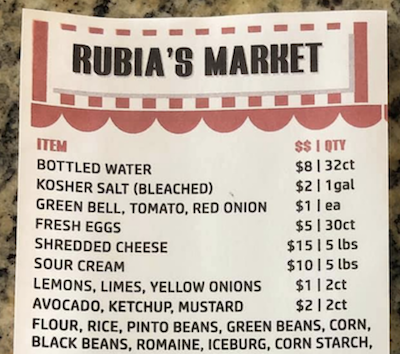 RUBIA'S MARKET
ITEM $$ | QTY
BOTTLED WATER $8 | 32ct
KOSHER SALT (BLEACHED) $2 | 1gal
GREEN BELL, TOMATO, RED ONION $1 | ea
FRESH EGGS $5 | 30ct
SHREDDED CHEESE $15 | 5 lbs
SOUR CREAM $10 | 5 lbs
LEMONS, LIMES, YELLOW ONIONS $1 | 2ct
AVOCADO, KETCHUP, MUSTARD $2 | 2ct
FLOUR, RICE, PINTO BEANS, GREEN BEANS, CORN,
BLACK BEANS, ROMAINE, ICEBURG, CORN STARCH,